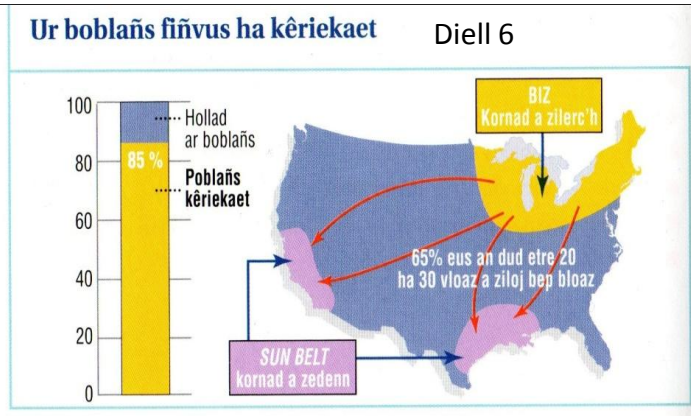 Ur boblañs fiñvus ha kêriekaet
Diell 6
100
80
60
40
20
0
85 %
Hollad
ar boblañs
Poblañs
kêriekaet
BIZ
Kornad a zilerc'h
65% eus an dud etre 20
ha 30 vloaz a ziloj bep bloaz
SUN BELT
kornad a zedenn